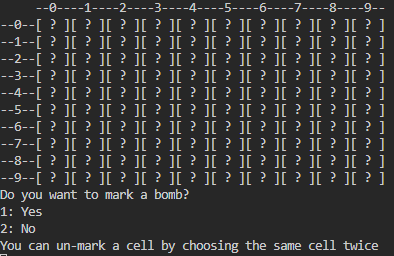 --0----1----2----3----4----5----6----7----8----9--
--0--[ ? ][ ? ][ ? ][ ? ][ ? ][ ? ][ ? ][ ? ][ ? ][ ? ]
--1--[ ? ][ ? ][ ? ][ ? ][ ? ][ ? ][ ? ][ ? ][ ? ][ ? ]
--2--[ ? ][ ? ][ ? ][ ? ][ ? ][ ? ][ ? ][ ? ][ ? ][ ? ]
--3--[ ? ][ ? ][ ? ][ ? ][ ? ][ ? ][ ? ][ ? ][ ? ][ ? ]
--4--[ ? ][ ? ][ ? ][ ? ][ ? ][ ? ][ ? ][ ? ][ ? ][ ? ]
--5--[ ? ][ ? ][ ? ][ ? ][ ? ][ ? ][ ? ][ ? ][ ? ][ ? ]
--6--[ ? ][ ? ][ ? ][ ? ][ ? ][ ? ][ ? ][ ? ][ ? ][ ? ]
--7--[ ? ][ ? ][ ? ][ ? ][ ? ][ ? ][ ? ][ ? ][ ? ][ ? ]
--8--[ ? ][ ? ][ ? ][ ? ][ ? ][ ? ][ ? ][ ? ][ ? ][ ? ]
--9--[ ? ][ ? ][ ? ][ ? ][ ? ][ ? ][ ? ][ ? ][ ? ][ ? ]
Do you want to mark a bomb?
1: Yes
2: No
You can un-mark a cell by choosing the same cell twice